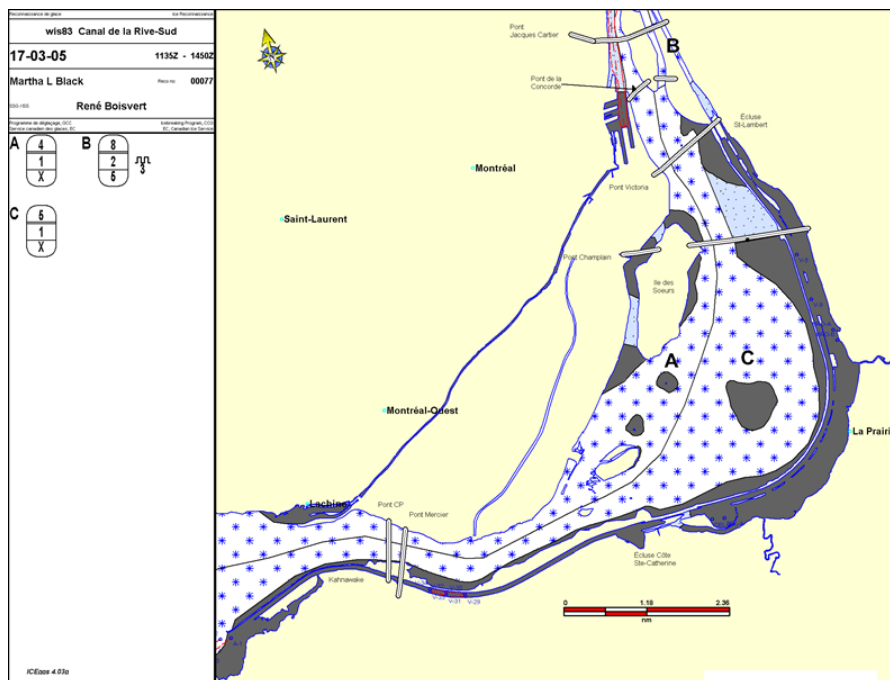 Reconnaissance de glace Ice Reconnaissance
wis83 Canal de la Rive-Sud
17-03-05 1135Z - 1450Z
Martha L Black Reco no 00077
René Boisvert
Programme de déglaçage, GCC Icebreaking Program, CCG
Service canadien des glaces, EC EC, Canadian Ice Service
A 4 1 X
B 8 2 5
C 5 1 X
Pont
Jacques Cartier
B
Pont de la
Concorde
Écluse
St-Lambert
Montréal
Pont Victoria
Saint-Laurent
Pont Champlain
Ile des
Soeurs
A
C
Montréal-Ouest
La Prairi
Lachine
Pont CP
Pont Mercier
Écluse Côte
Ste-Catherine
Kahnawake
V-31 V-29
0 1.18 2.36
nm
ICEgos 4.03g